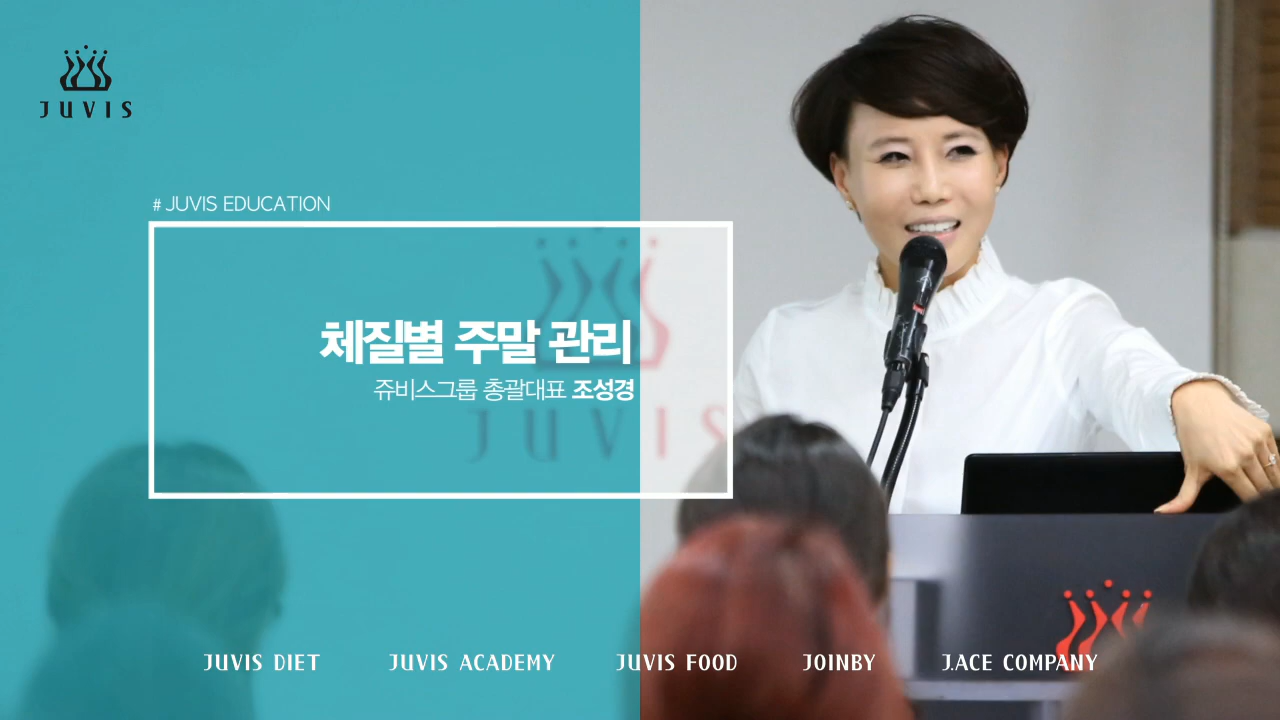 JUVIS
# JUVIS EDUCATION
체질별 주말 관리
쥬비스그룹 총괄대표 조성경
JUVIS
JUVIS DIET
JUVIS ACADEMY
JUVIS FOOD
JOINBY
J.ACE COMPANY